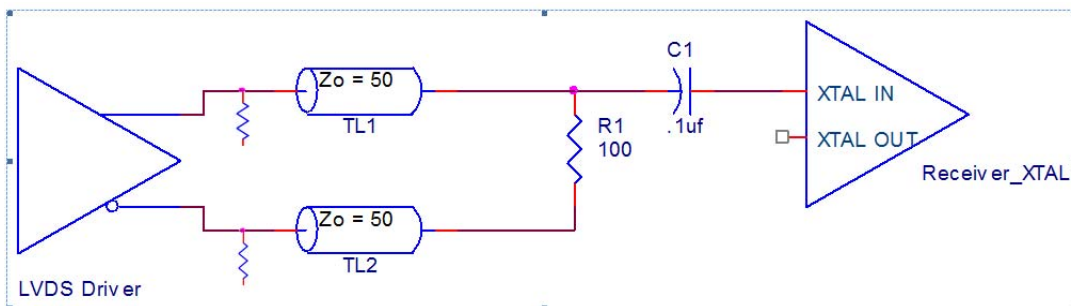 C1
Zo = 50
TL1
.1uf
XTAL IN
R1
100
XTAL OUT
Receiver_XTAL
Zo = 50
TL2
LVDS Driver